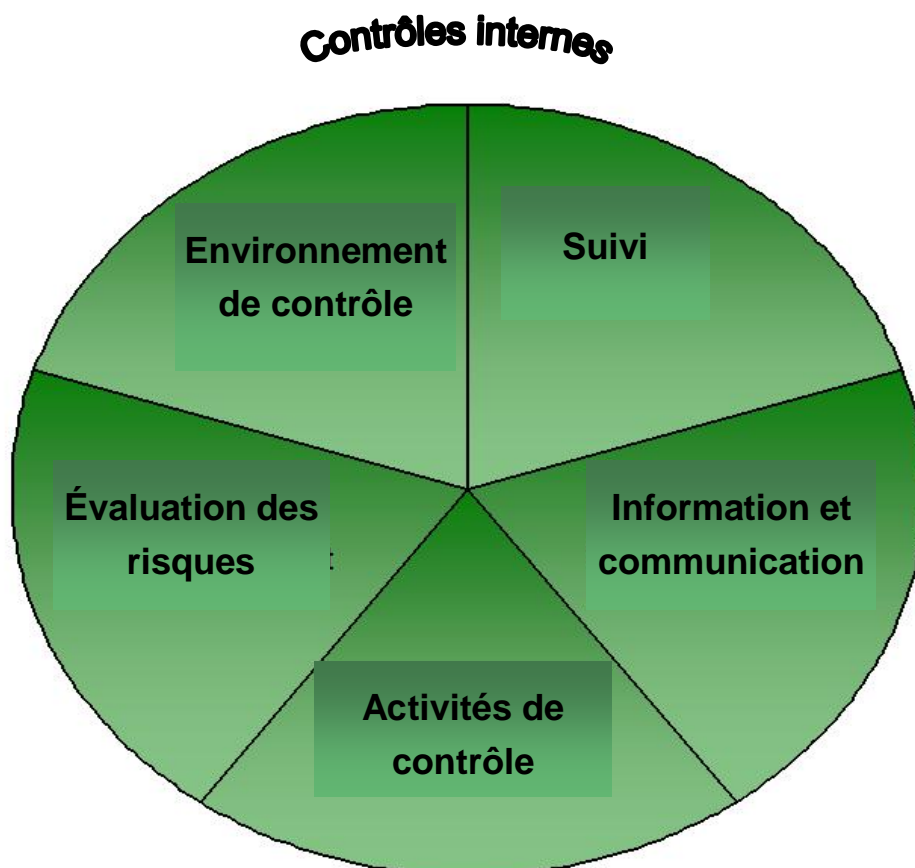 Contrôles internes
Environnement
de contrôle
Suivi
Évaluation des
risques
Information et
communication
Activités de
contrôle